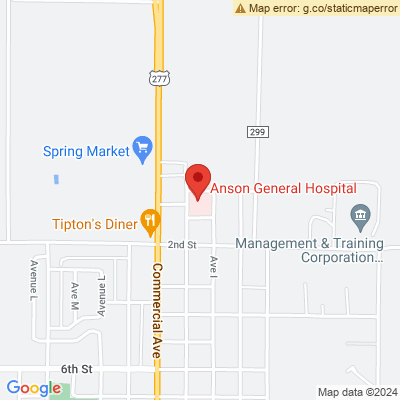 Map error: g.co/staticmaperror
277
299
Spring Market
Anson General Hospital
Tipton's Diner
Management & Training
Corporation...
2nd St
Avenue L
Ave M
Avenue L
Commercial Ave
Ave I
6th St
Google
Map data ©2024